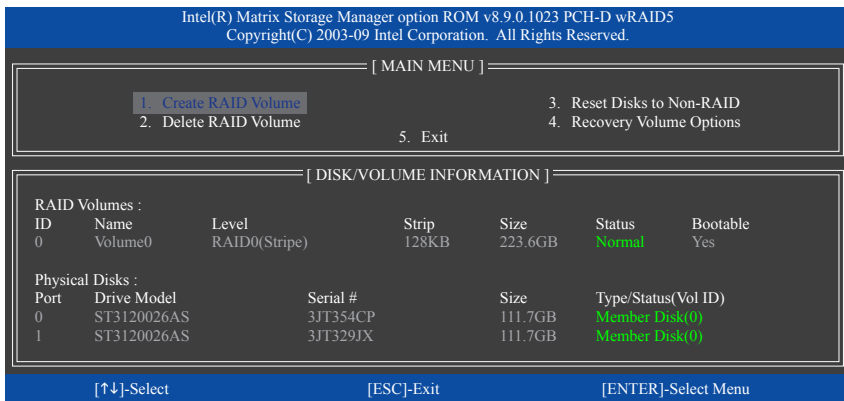 Intel(R) Matrix Storage Manager option ROM v8.9.0.1023 PCH-D wRAID5
Copyright(C) 2003-09 Intel Corporation. All Rights Reserved.
[ MAIN MENU ]
1. Create RAID Volume 3. Reset Disks to Non-RAID
2. Delete RAID Volume 4. Recovery Volume Options
5. Exit
[ DISK/VOLUME INFORMATION ]
RAID Volumes :
ID Name Level Strip Size Status Bootable
0 Volume0 RAID0(Stripe) 128KB 223.6GB Normal Yes
Physical Disks :
Port Drive Model Serial # Size Type/Status(Vol ID)
0 ST3120026AS 3JT354CP 111.7GB Member Disk(0)
1 ST3120026AS 3JT329JX 111.7GB Member Disk(0)
[↑↓]-Select [ESC]-Exit [ENTER]-Select Menu